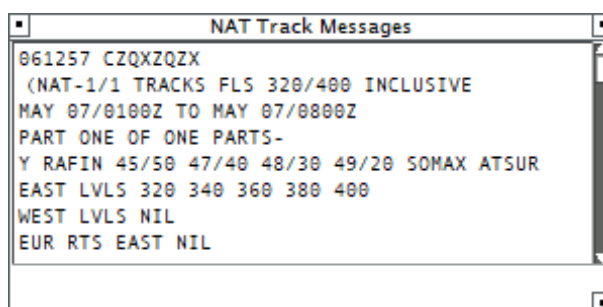 NAT Track Messages
061257 CZQXZQZX
(NAT-1/1 TRACKS FLS 320/400 INCLUSIVE
MAY 07/0100Z TO MAY 07/0800Z
PART ONE OF ONE PARTS-
Y RAFIN 45/50 47/40 48/30 49/20 SOMAX ATSUR
EAST LVLS 320 340 360 380 400
WEST LVLS NIL
EUR RTS EAST NIL